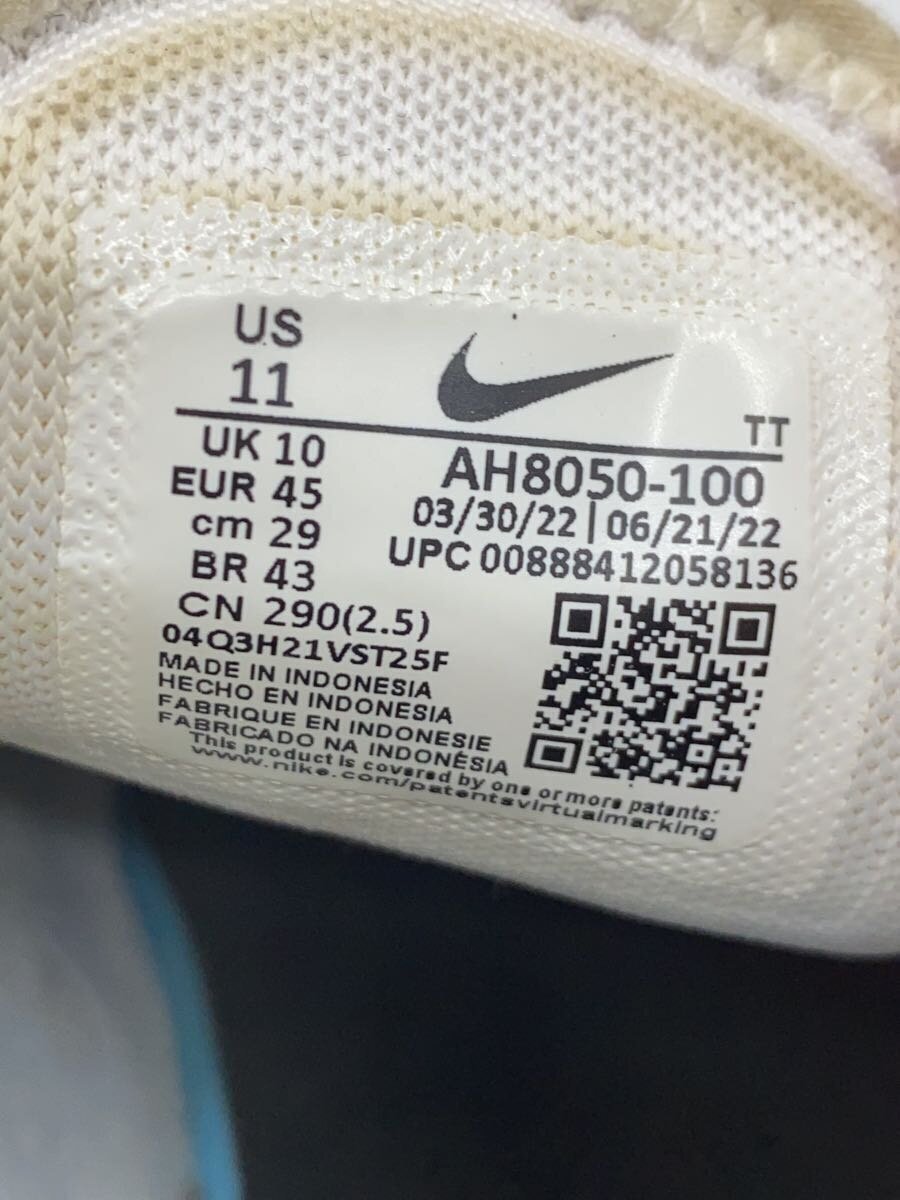 US
11
TT
UK 10
EUR 45
cm 29
BR 43
CN 290(2.5)
AH8050-100
03/30/22 | 06/21/22
UPC 00888412058136
04Q3H21VST25F
MADE IN INDONESIA
HECHO EN INDONESIA
FABRIQUE EN INDONESIE
FABRICADO NA INDONÉSIA
This product is covered by one or more patents:
www.nike.com/patentsvirtualmarking